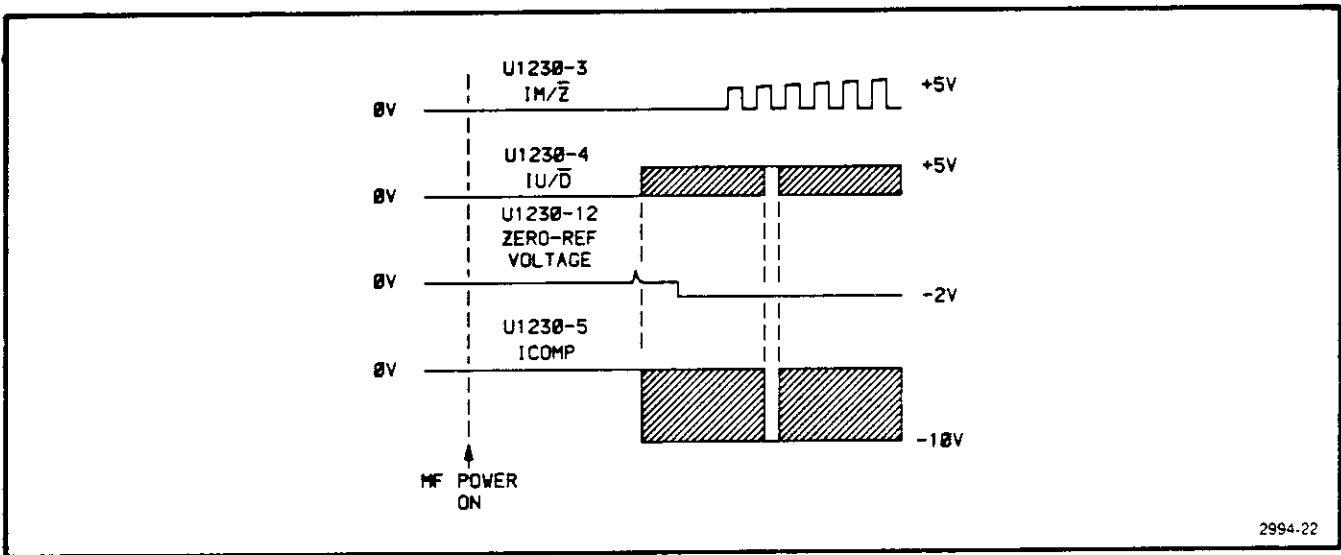 U1230-3
IM/Z̅
0V
+5V
U1230-4
IU/D̅
0V
+5V
U1230-12
ZERO-REF
VOLTAGE
0V
-2V
U1230-5
ICOMP
0V
-10V
MF POWER
ON
2994-22